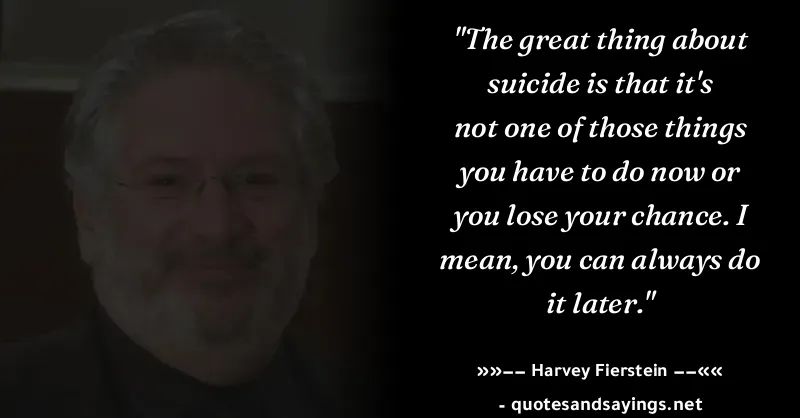 "The great thing about
suicide is that it's
not one of those things
you have to do now or
you lose your chance. I
mean, you can always do
it later."
»»-- Harvey Fierstein --««
- quotesandsayings.net